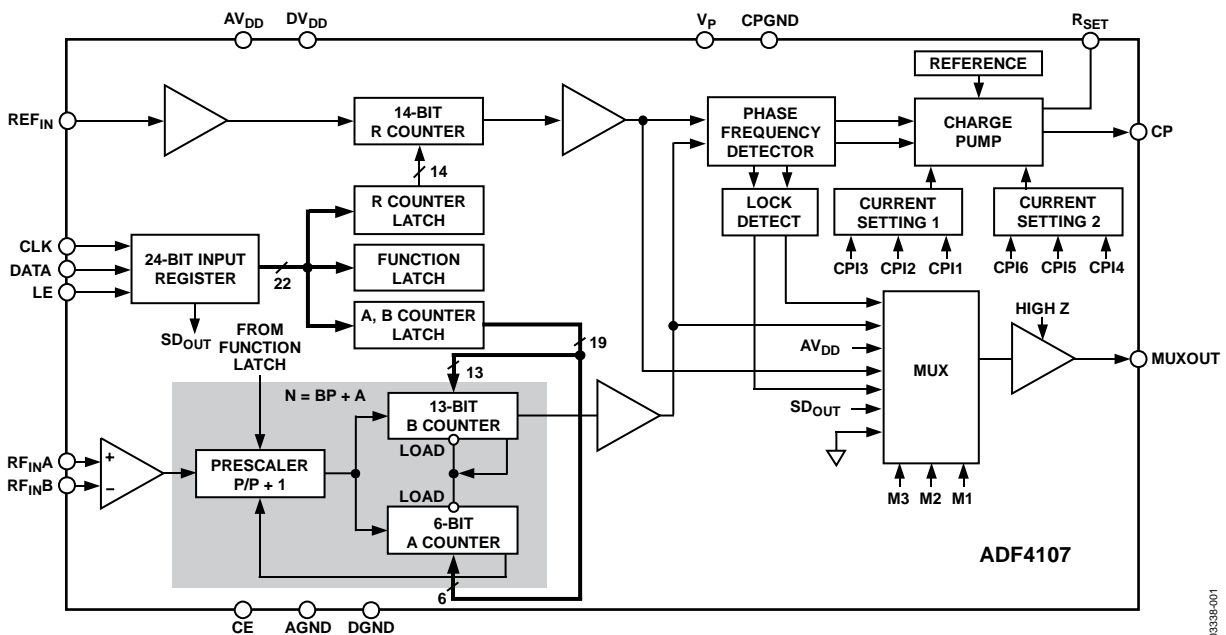 AVDD
DVDD
VP
CPGND
RSET
REFERENCE
REFIN
14-BIT
R COUNTER
PHASE
FREQUENCY
DETECTOR
CHARGE
PUMP
CP
14
R COUNTER
LATCH
LOCK
DETECT
CURRENT
SETTING 1
CURRENT
SETTING 2
CLK
DATA
LE
24-BIT INPUT
REGISTER
22
FUNCTION
LATCH
CPI3
CPI2
CPI1
CPI6
CPI5
CPI4
A, B COUNTER
LATCH
SDOUT
FROM
FUNCTION
LATCH
19
13
HIGH Z
AVDD
MUX
MUXOUT
SDOUT
N = BP + A
13-BIT
B COUNTER
LOAD
RFINA
RFINB
+
–
PRESCALER
P/P + 1
LOAD
6-BIT
A COUNTER
6
M3
M2
M1
ADF4107
CE
AGND
DGND